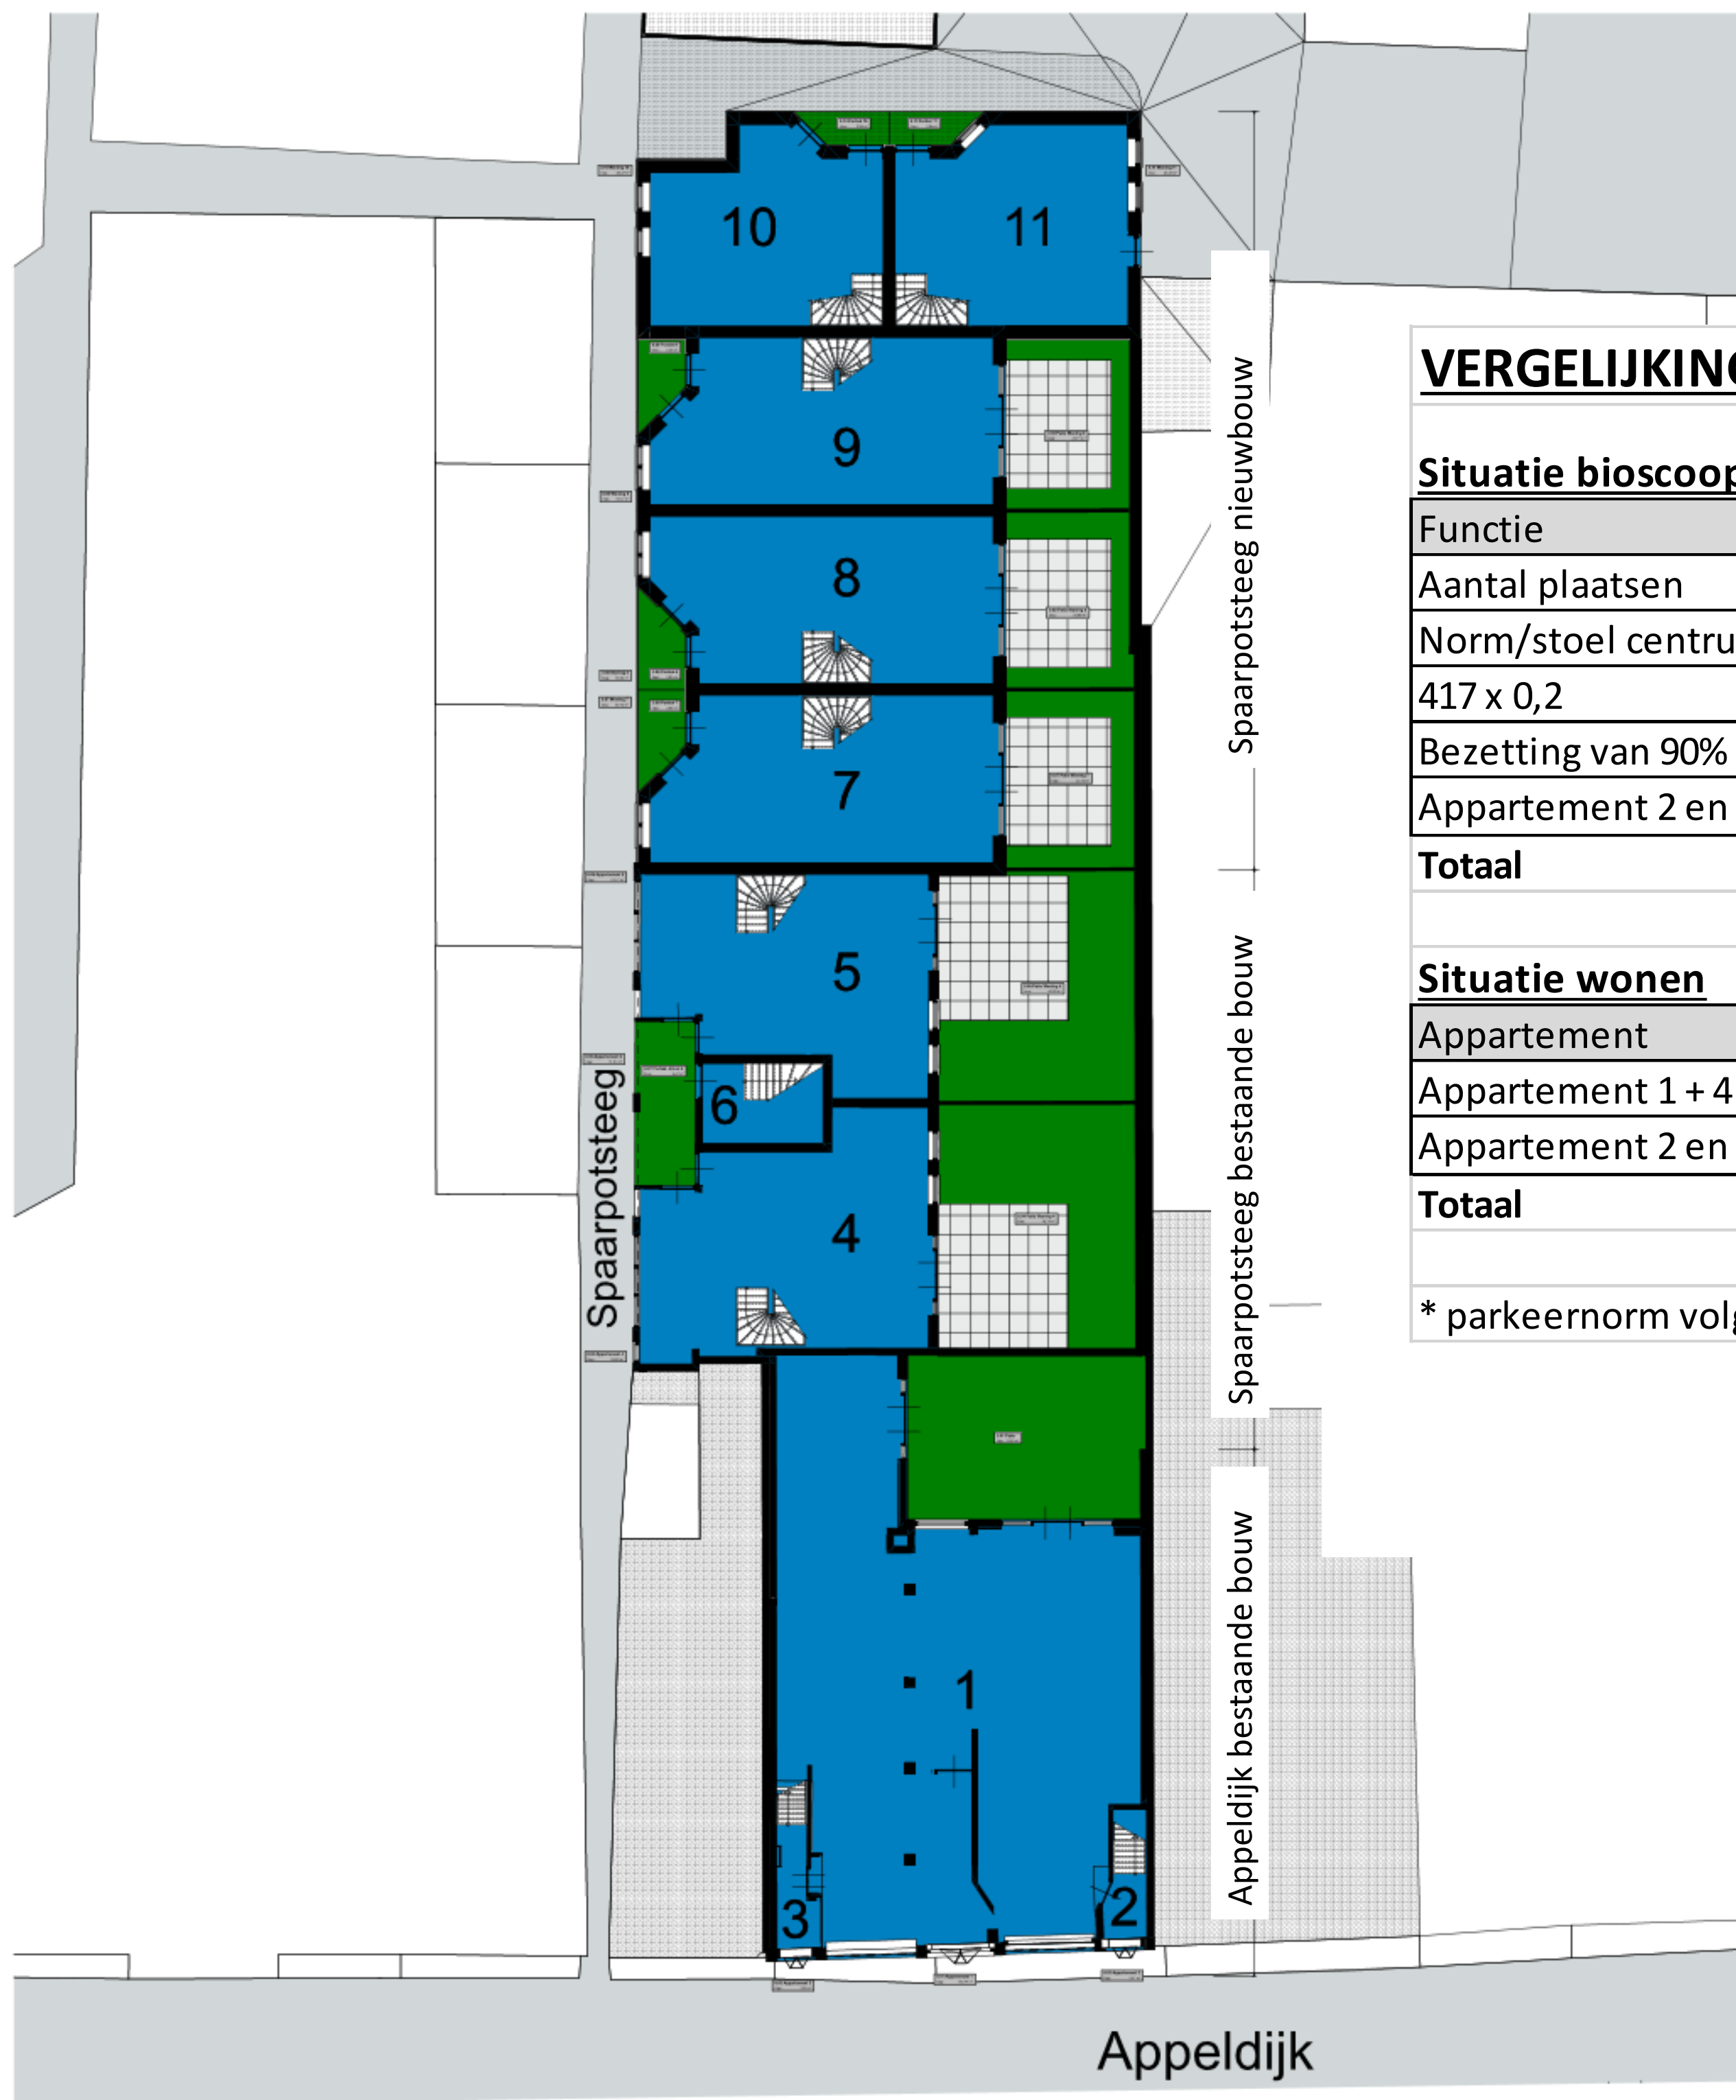 10
11
9
8
7
5
6
4
1
3
2
Spaarpotsteeg
Appeldijk
Spaarpotsteeg nieuwbouw
Spaarpotsteeg bestaande bouw
Appeldijk bestaande bouw
VERGELIJKING
Situatie bioscoop
Functie
Aantal plaatsen
Norm/stoel
417 x 0,2
Bezetting van 90%
Appartement 2 en
Totaal
Situatie wonen
Appartement
Appartement 1 + 4
Appartement 2 en
Totaal
* parkeernorm